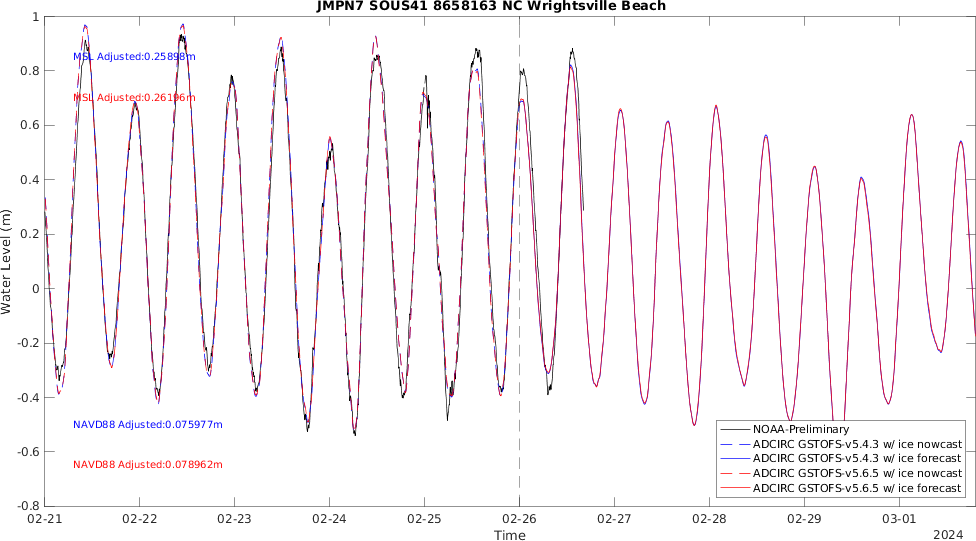 JMPN7 SOUS41 8658163 NC Wrightsville Beach
1
MSL Adjusted:0.25898m
0.8
MSL Adjusted:0.26196m
0.6
0.4
0.2
Water Level (m)
0
-0.2
-0.4
NAVD88 Adjusted:0.075977m
NOAA-Preliminary
ADCIRC GSTOFS-v5.4.3 w/ ice nowcast
-0.6
ADCIRC GSTOFS-v5.4.3 w/ ice forecast
NAVD88 Adjusted:0.078962m
ADCIRC GSTOFS-v5.6.5 w/ ice nowcast
ADCIRC GSTOFS-v5.6.5 w/ ice forecast
-0.8
02-21 02-22 02-23 02-24 02-25 02-26 02-27 02-28 02-29 03-01
Time
2024